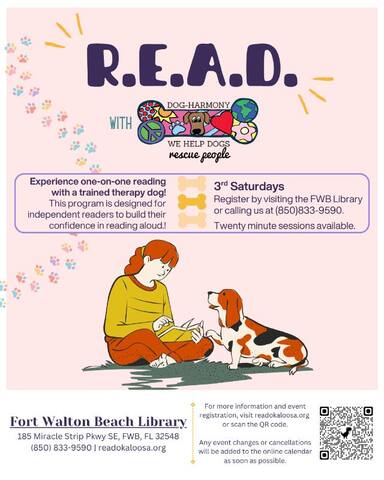 R.E.A.D.
WITH
DOG-HARMONY
WE HELP DOGS
rescue people
Experience one-on-one reading
with a trained therapy dog!
This program is designed for
independent readers to build their
confidence in reading aloud.!
3rd Saturdays
Register by visiting the FWB Library
or calling us at (850)833-9590.
Twenty minute sessions available.
Fort Walton Beach Library
185 Miracle Strip Pkwy SE, FWB, FL 32548
(850) 833-9590 | readokaloosa.org
For more information and event
registration, visit readokaloosa.org
or scan the QR code.
Any event changes or cancellations
will be added to the online calendar
as soon as possible.